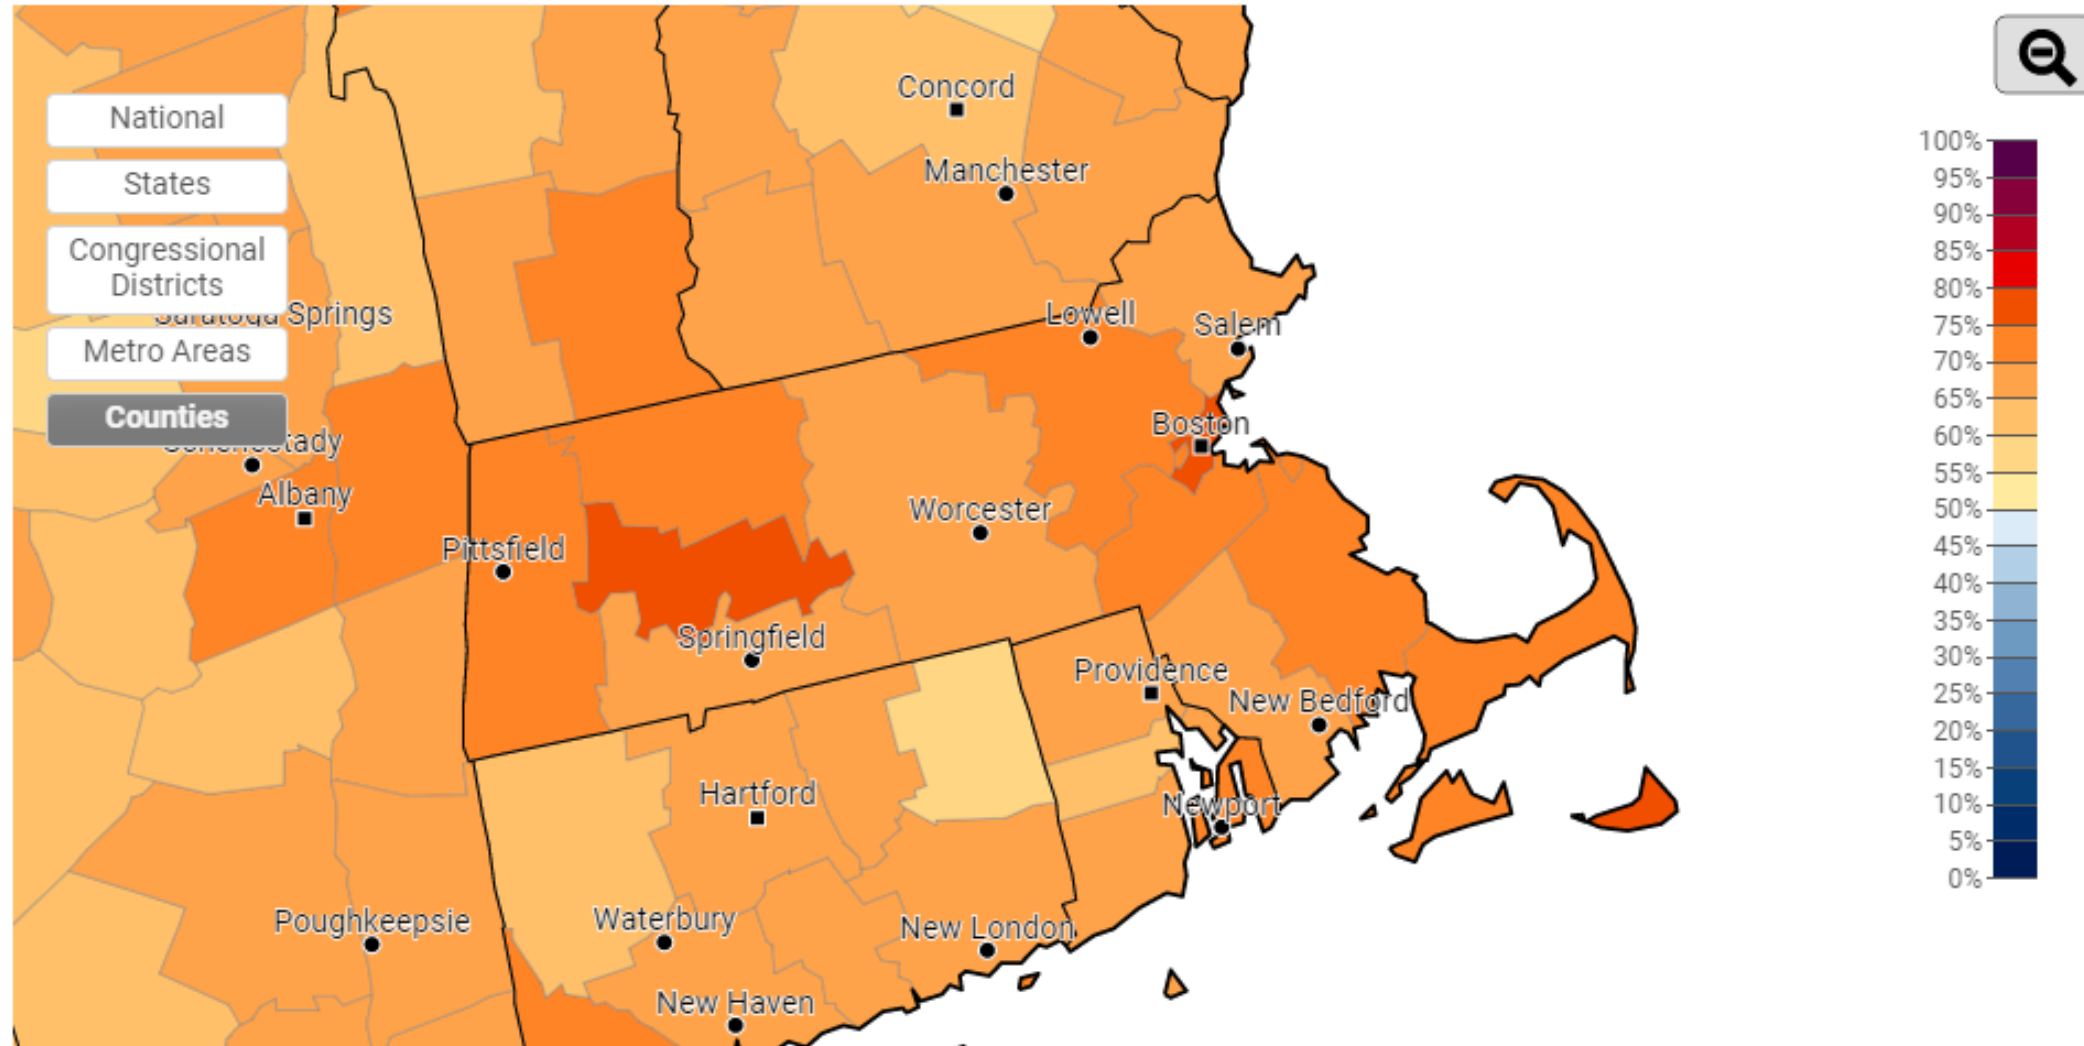 National
States
Congressional
Districts
Metro Areas
Counties
Concord
Manchester
Saratoga Springs
Lowell
Salem
Boston
Albany
Pittsfield
Worcester
Springfield
Providence
New Bedford
Hartford
Newport
Poughkeepsie
Waterbury
New London
New Haven
100%
95%
90%
85%
80%
75%
70%
65%
60%
55%
50%
45%
40%
35%
30%
25%
20%
15%
10%
5%
0%